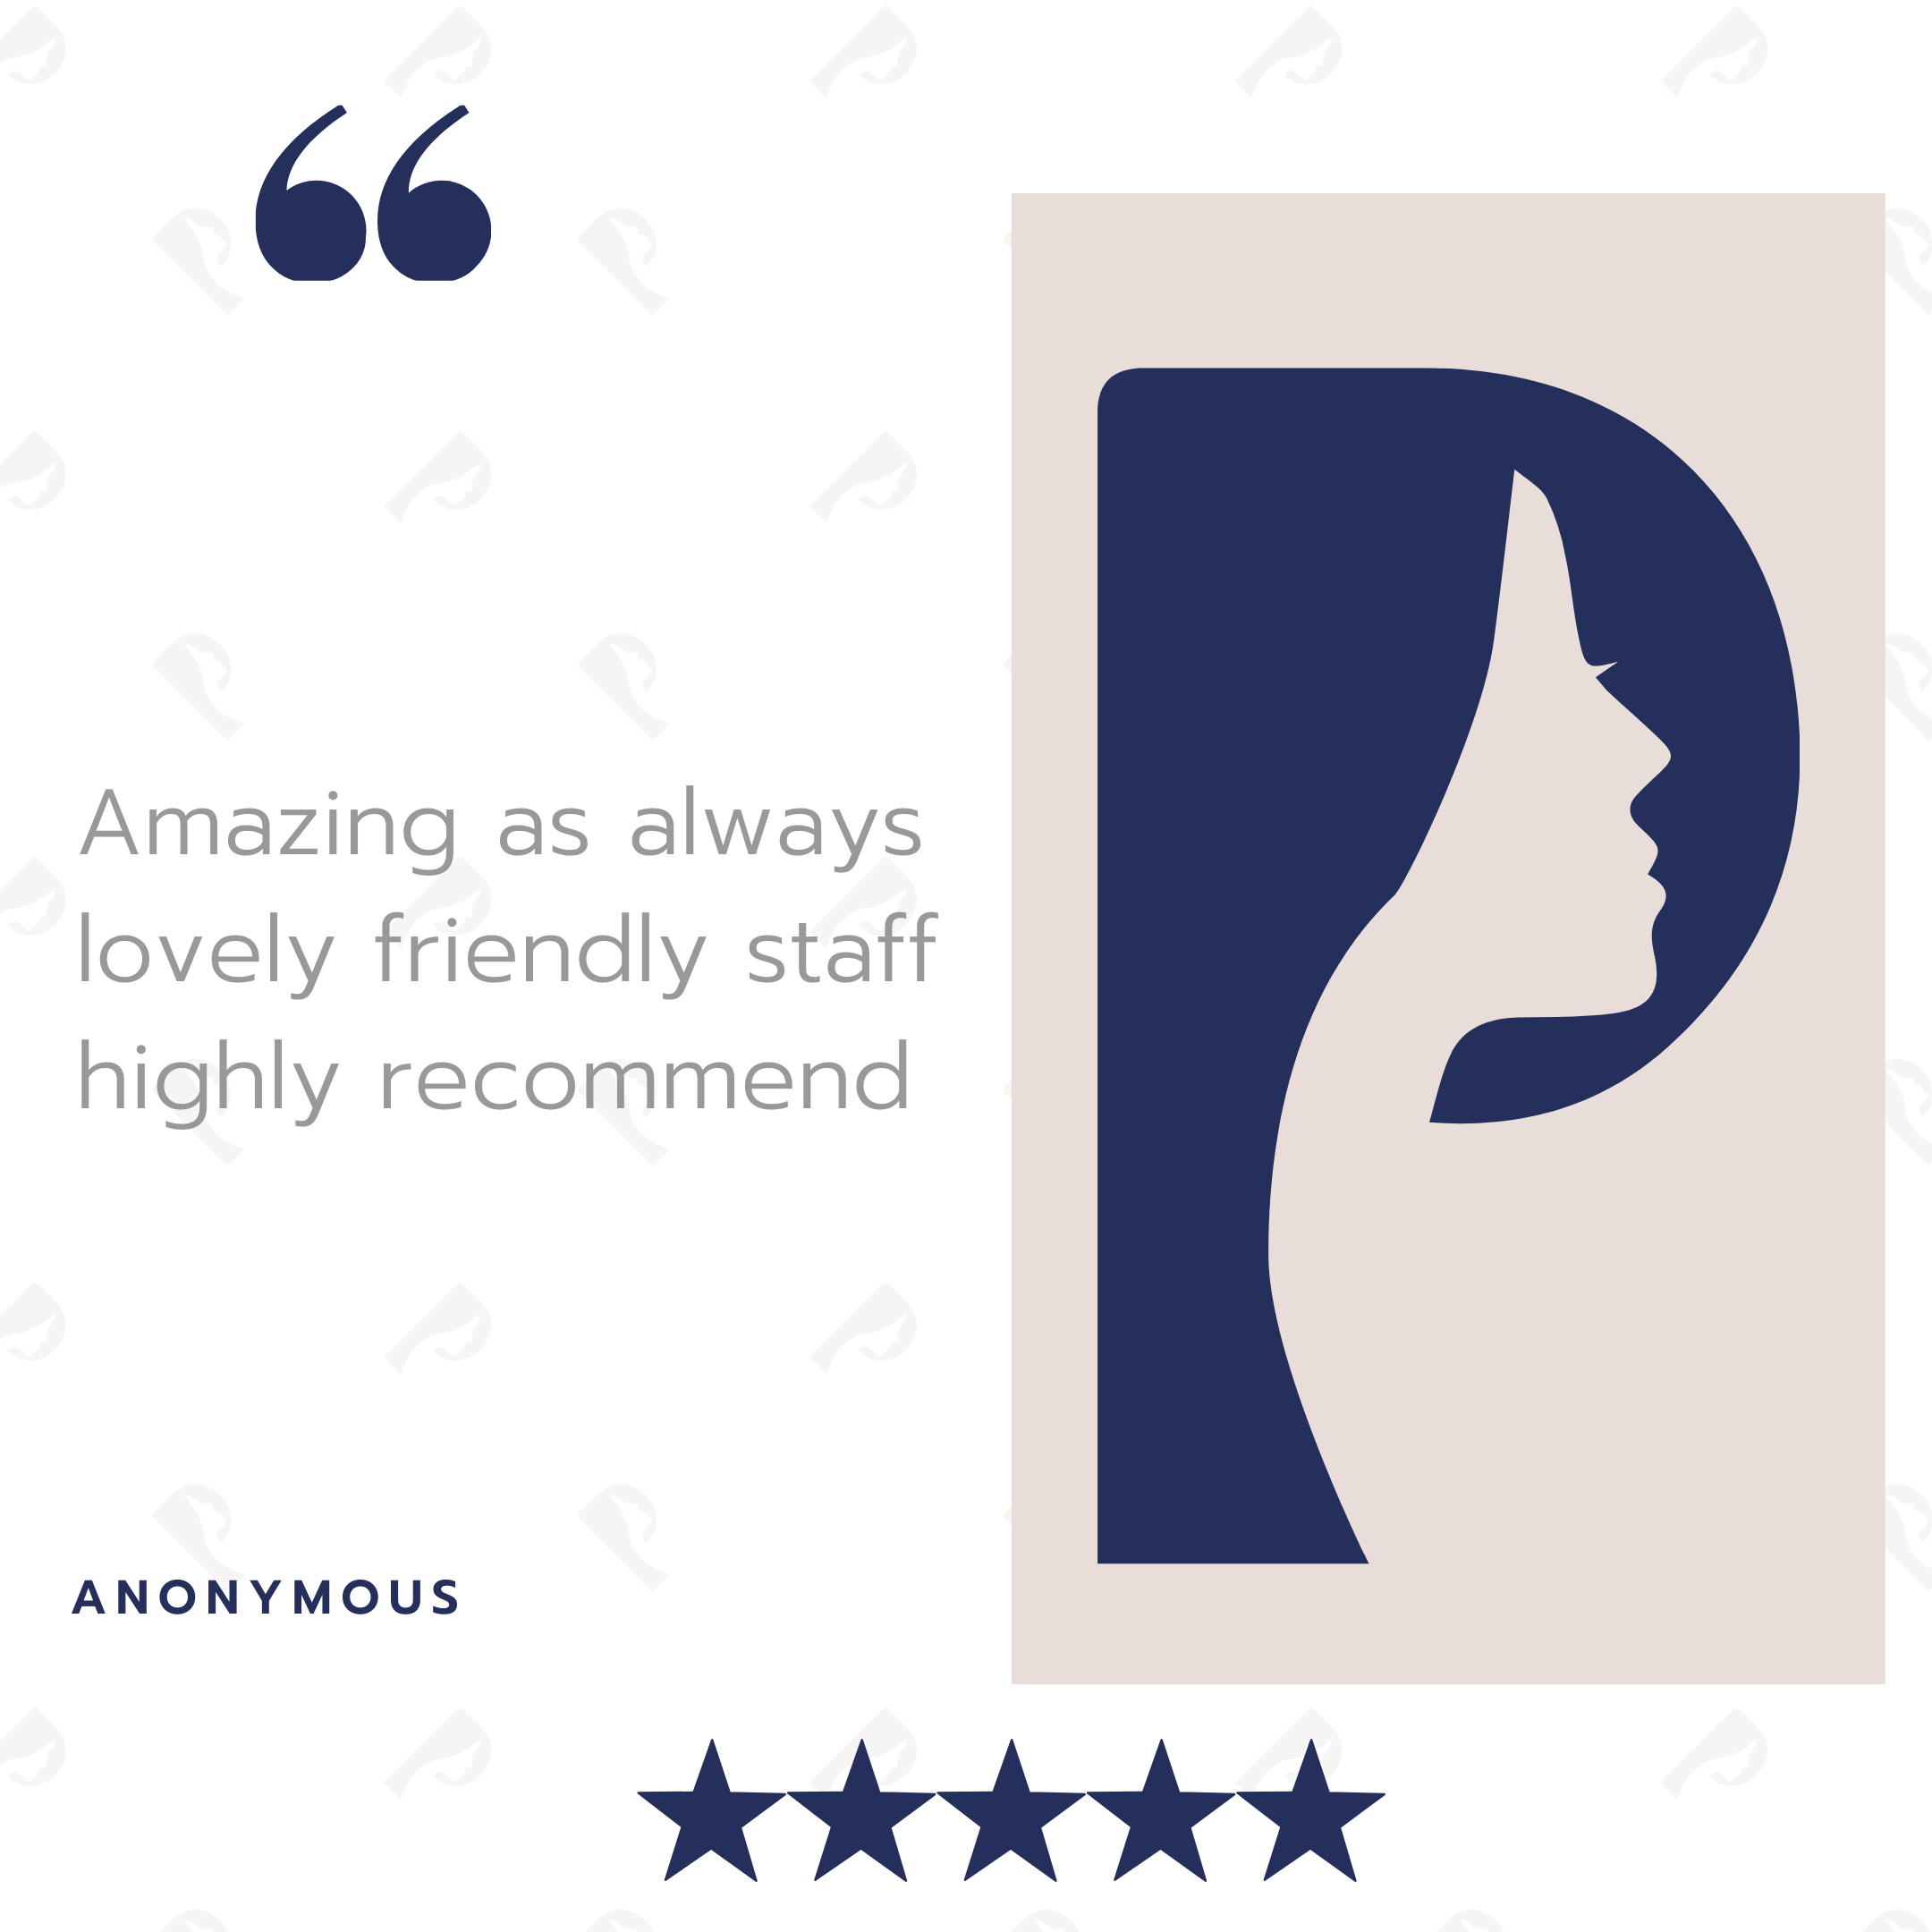 “
Amazing as always
lovely friendly staff
highly recommend
ANONYMOUS